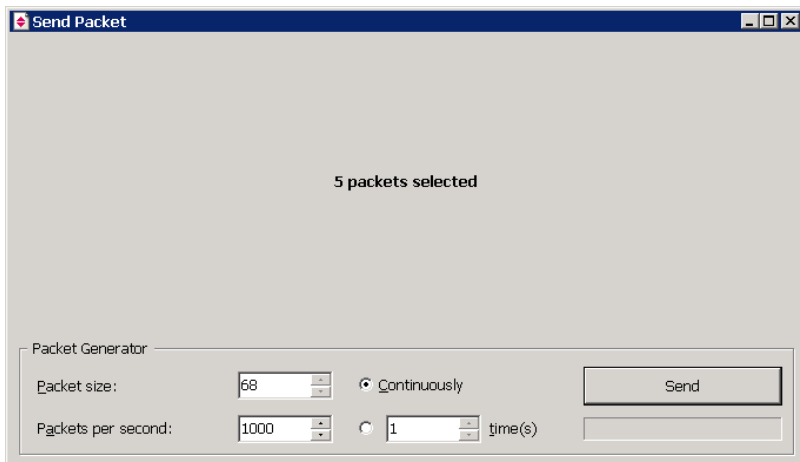 Send Packet
5 packets selected
Packet Generator
Packet size:
68
Continuously
Send
Packets per second:
1000
1
time(s)